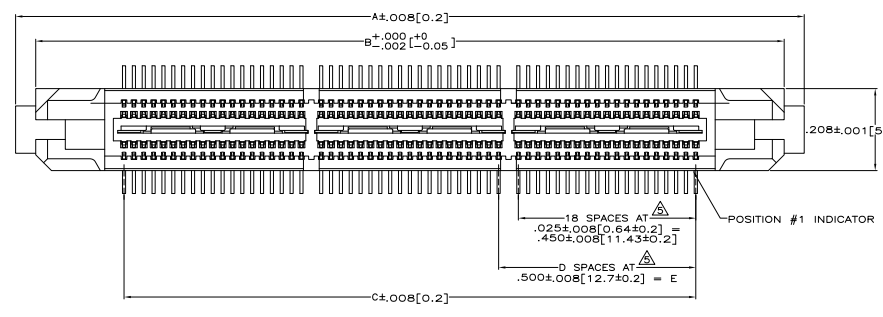 A±.008[0.2]
B+.000 [+0
-.002 -0.05]
.208±.001[5
18 SPACES AT 5
.025±.008[0.64±0.2] =
.450±.008[11.43±0.2]
POSITION #1 INDICATOR
D SPACES AT 5
.500±.008[12.7±0.2] = E
C±.008[0.2]